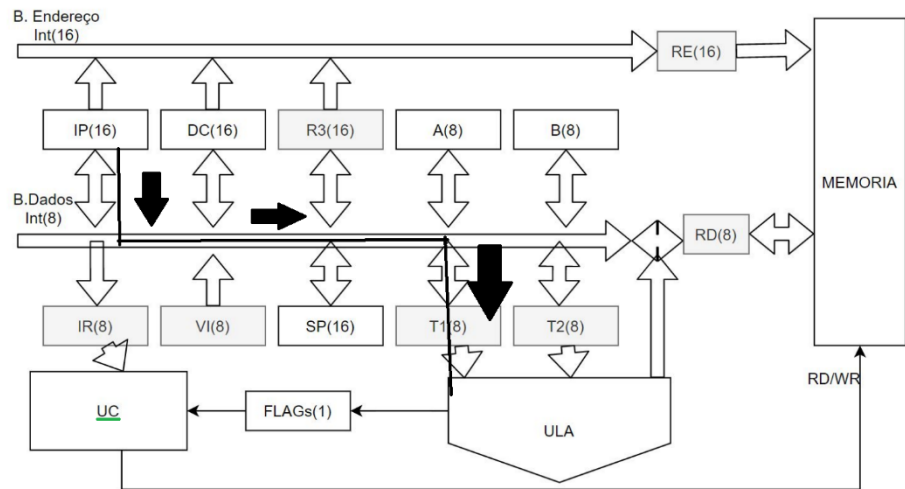 B. Endereço
Int(16)
RE(16)
IP(16)
DC(16)
R3(16)
A(8)
B(8)
MEMORIA
B.Dados
Int(8)
RD(8)
IR(8)
VI(8)
SP(16)
T1(8)
T2(8)
RD/WR
UC
FLAGs(1)
ULA